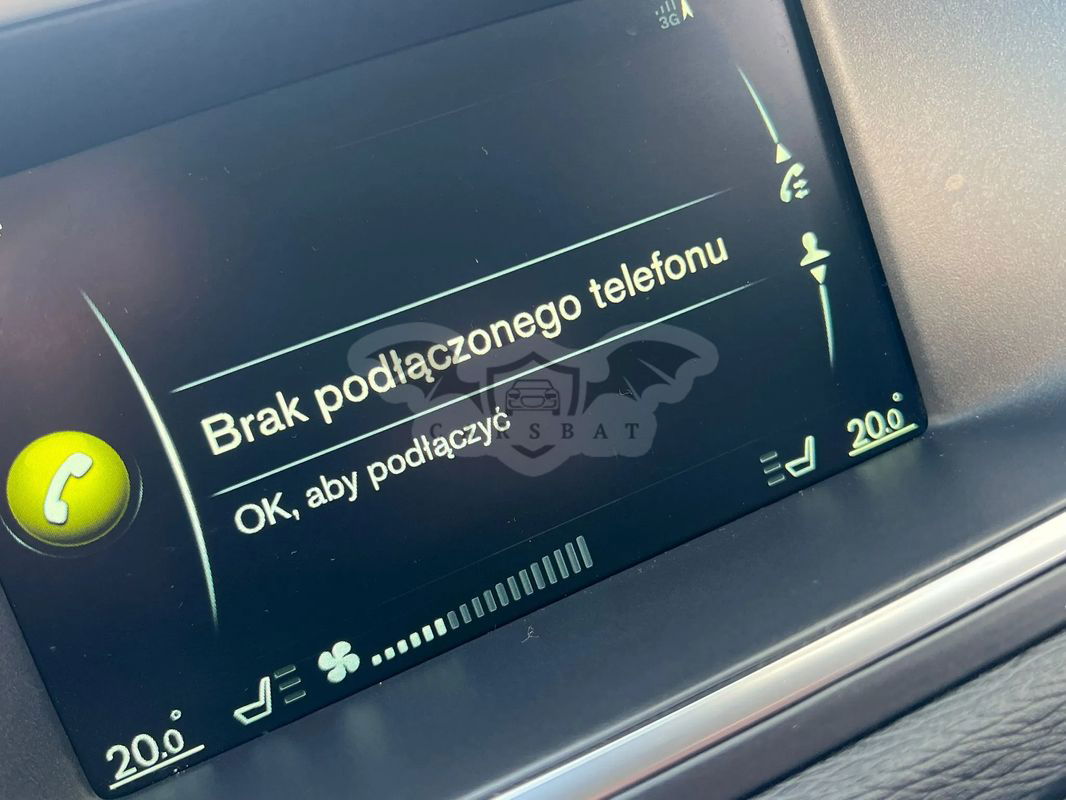 3G
Brak podłączonego telefonu
OK, aby podłączyć
CARSBAT
20.0°
20.0°